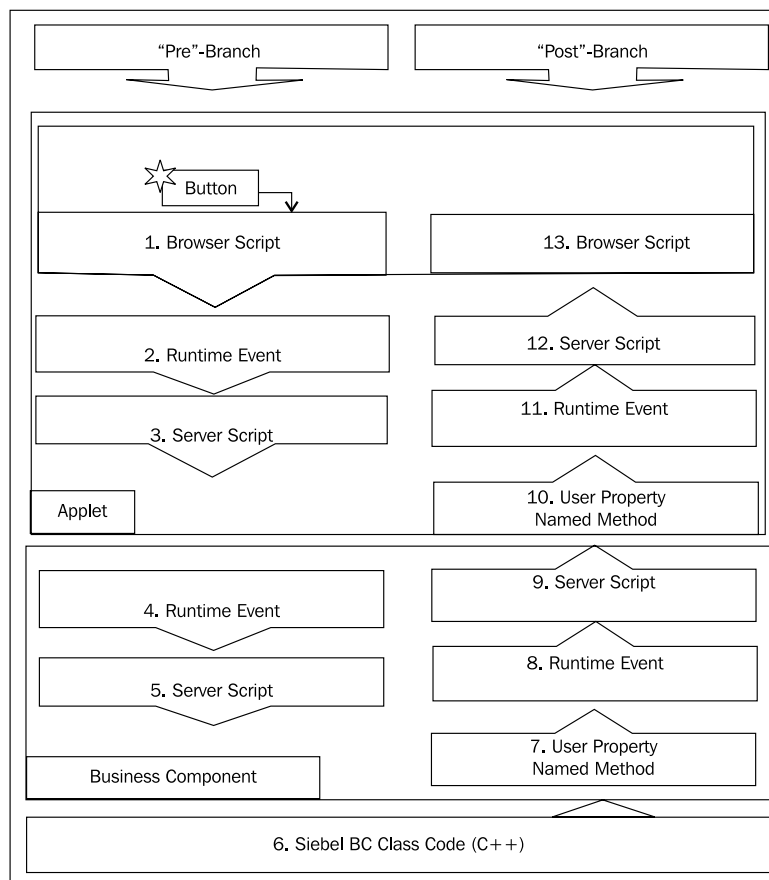 “Pre”-Branch
“Post”-Branch
Button
1. Browser Script
13. Browser Script
2. Runtime Event
12. Server Script
3. Server Script
11. Runtime Event
Applet
10. User Property
Named Method
4. Runtime Event
9. Server Script
5. Server Script
8. Runtime Event
Business Component
7. User Property
Named Method
6. Siebel BC Class Code (C++)